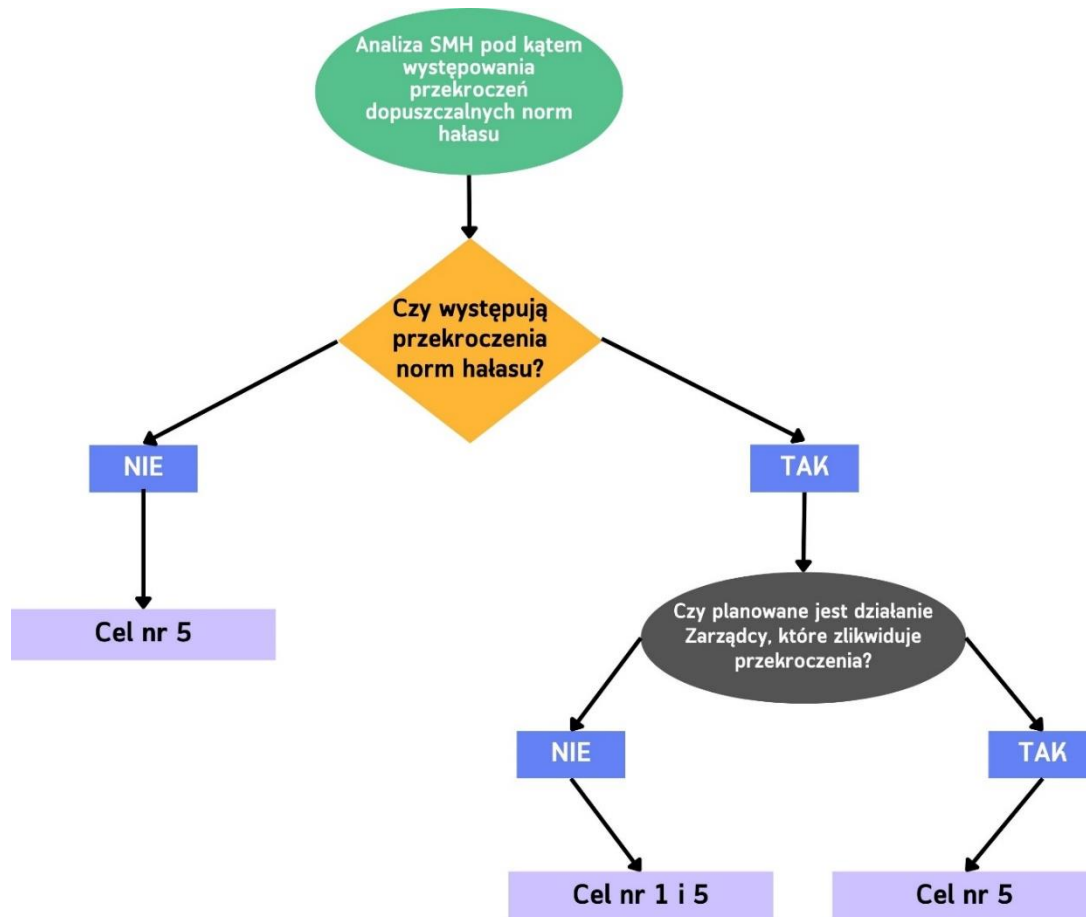 Analiza SMH pod kątem
występowania
przekroczeń
dopuszczalnych norm
hałasu
Czy występują
przekroczenia
norm hałasu?
NIE
TAK
Cel nr 5
Czy planowane jest działanie
Zarządcy, które zlikwiduje
przekroczenia?
NIE
TAK
Cel nr 1 i 5
Cel nr 5